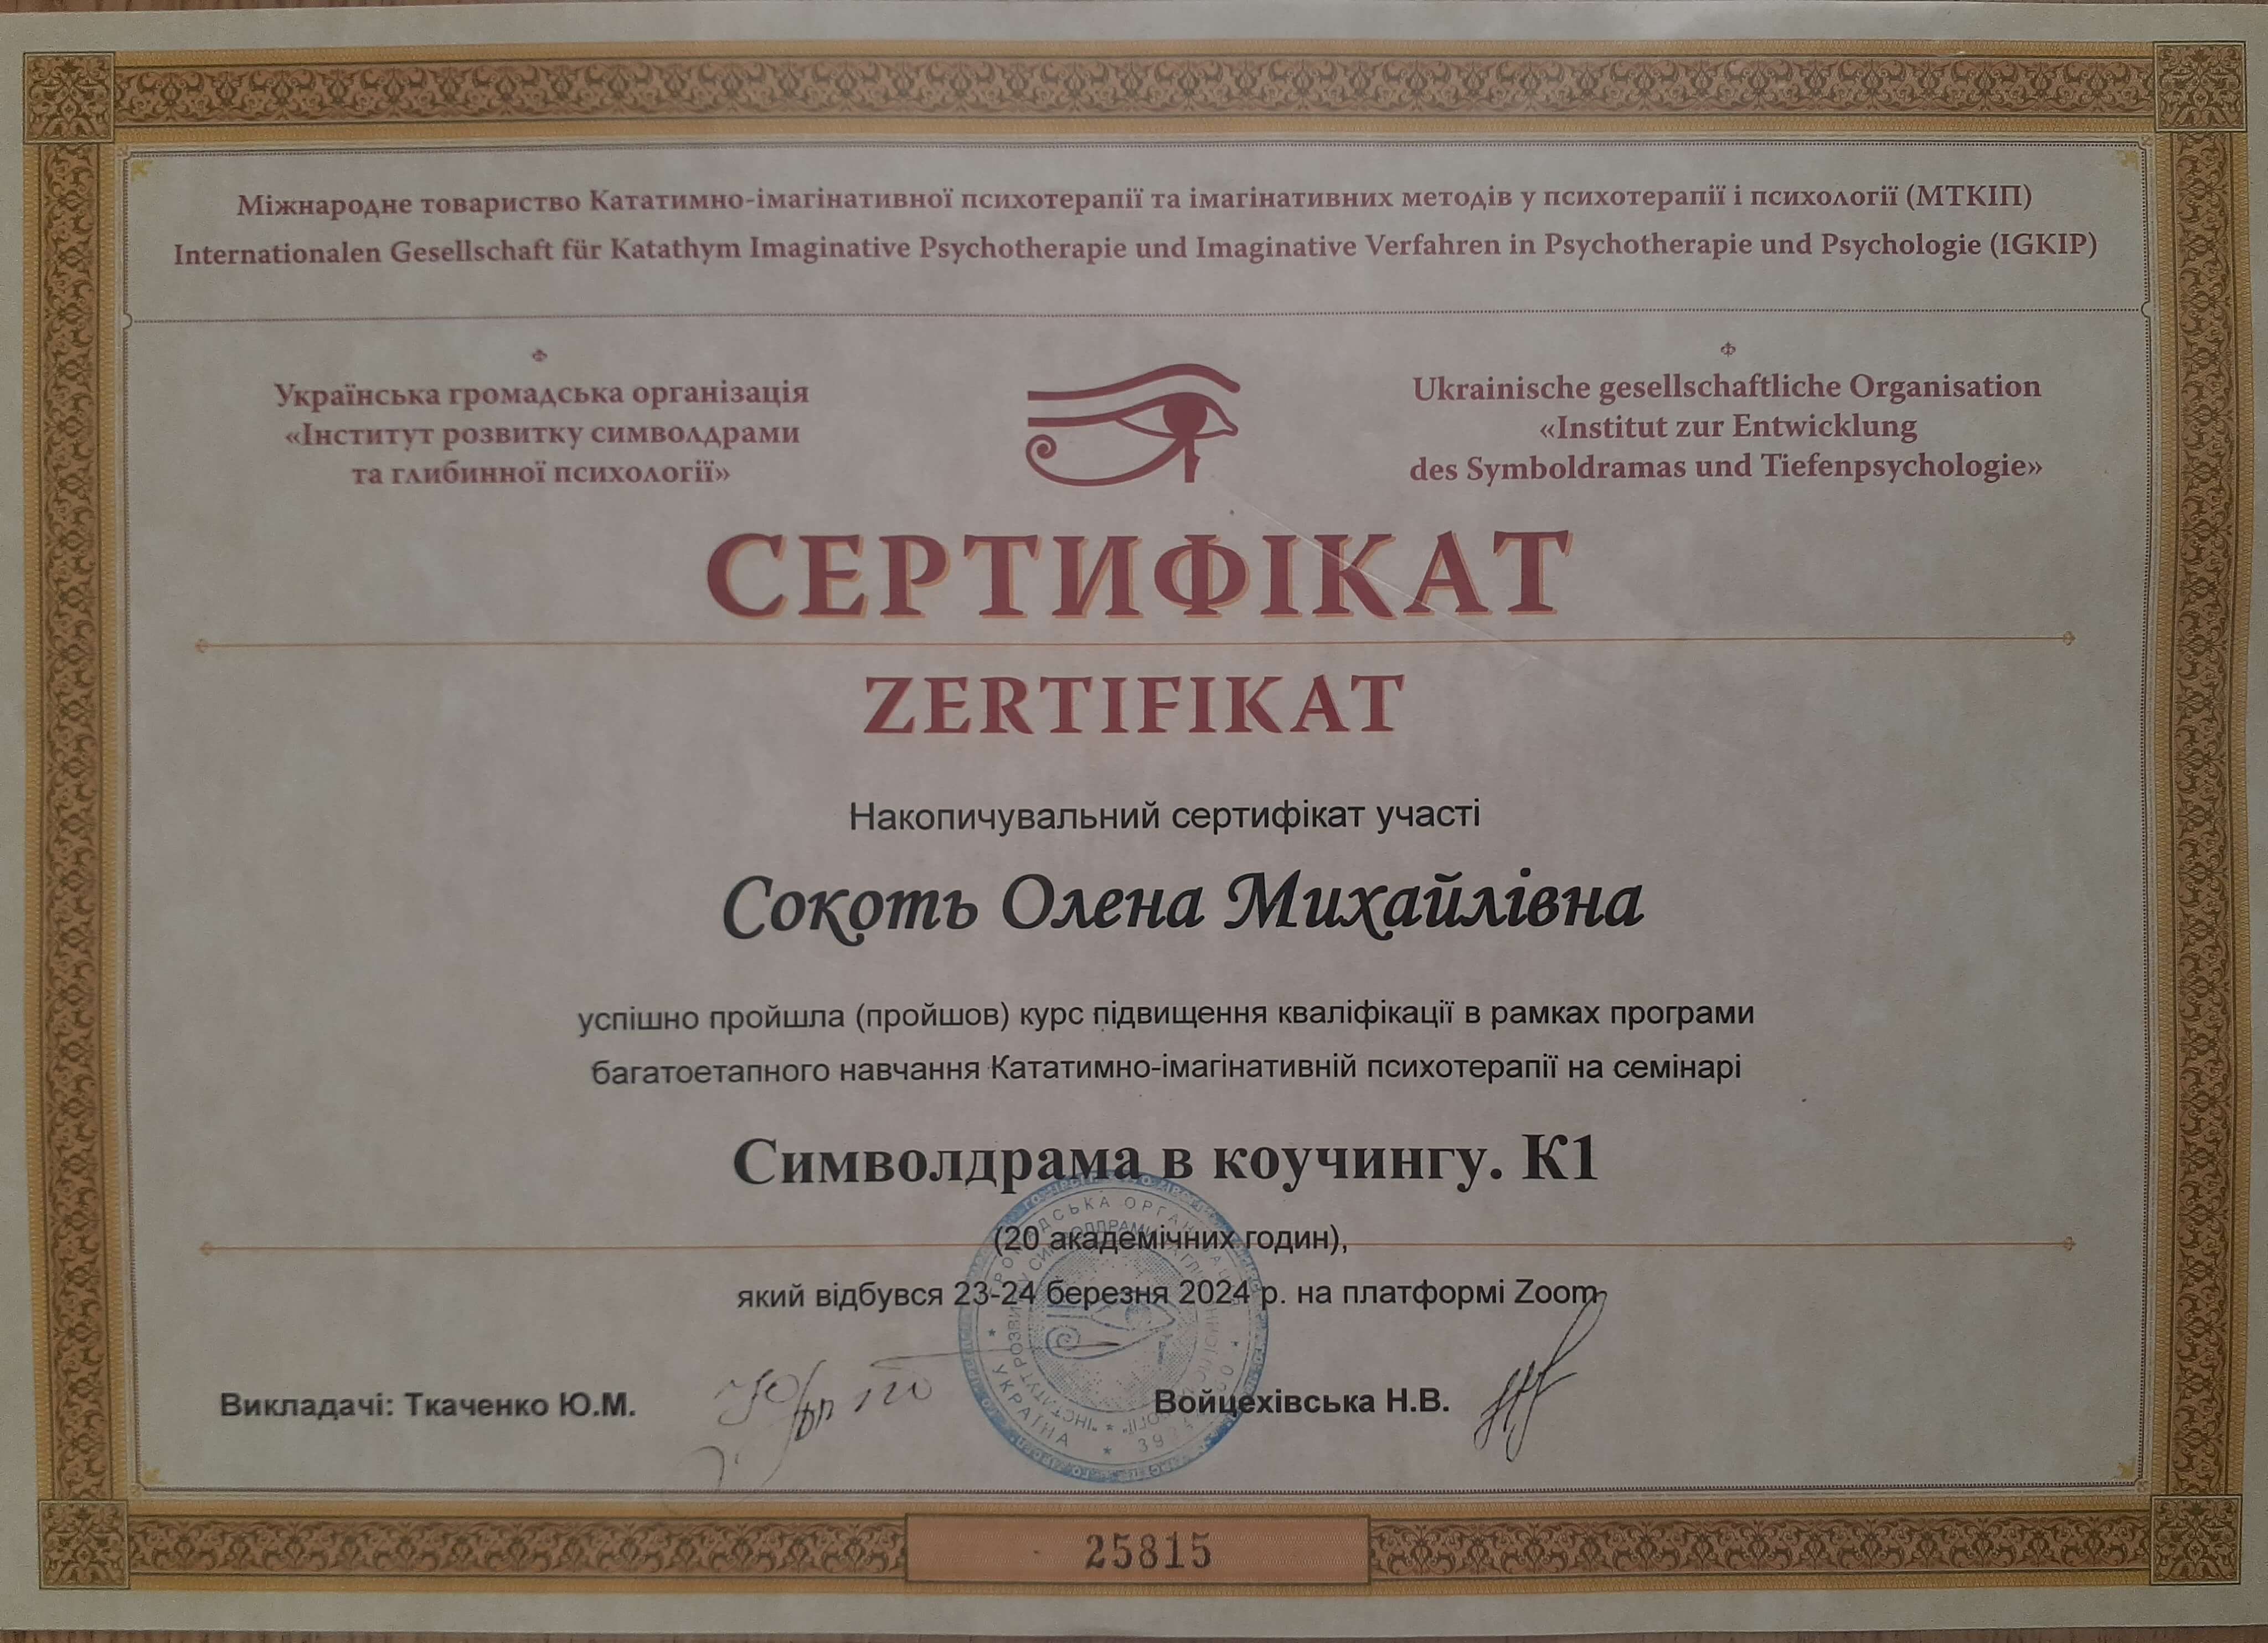 Міжнародне товариство Кататимно-імагінативної психотерапії та імагінативних методів у психотерапії і психології (МТКІП)
Internationalen Gesellschaft für Katathym Imaginative Psychotherapie und Imaginative Verfahren in Psychotherapie und Psychologie (IGKIP)
Українська громадська організація
«Інститут розвитку символдрами
та глибинної психології»
Ukrainische gesellschaftliche Organisation
«Institut zur Entwicklung
des Symboldramas und Tiefenpsychologie»
СЕРТИФІКАТ
ZERTIFIKAT
Накопичувальний сертифікат участі
Сокоть Олена Михайлівна
успішно пройшла (пройшов) курс підвищення кваліфікації в рамках програми
багатоетапного навчання Кататимно-імагінативній психотерапії на семінарі
Символдрама в коучингу. К1
(20 академічних годин),
який відбувся 23-24 березня 2024 р. на платформі Zoom
Викладачі: Ткаченко Ю.М.
Войцехівська Н.В.
УКРАЇНА
25815